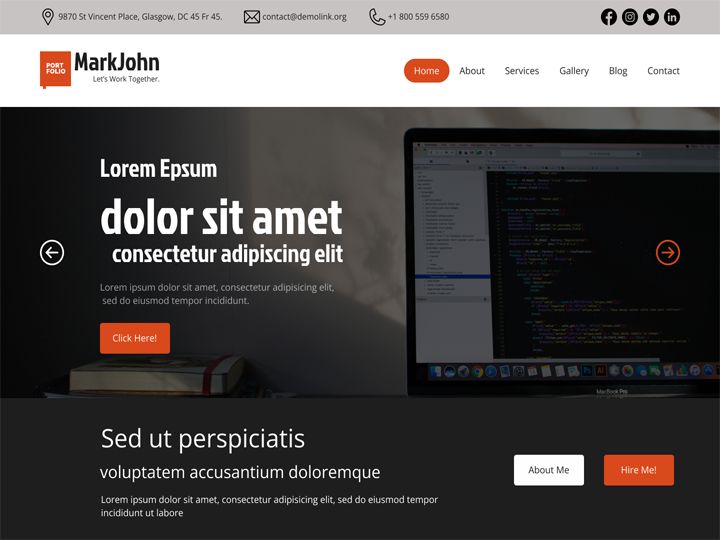 9870 St Vincent Place, Glasgow, DC 45 Fr 45.
contact@demolink.org
+1 800 559 6580
PORT
FOLIO
MarkJohn
Let's Work Together.
Home
About
Services
Gallery
Blog
Contact
Lorem Epsum
dolor sit amet
consectetur adipiscing elit
Lorem ipsum dolor sit amet, consectetur adipiscing elit,
sed do eiusmod tempor incididunt.
Click Here!
MacBook Pro
Sed ut perspiciatis
voluptatem accusantium doloremque
Lorem ipsum dolor sit amet, consectetur adipiscing elit, sed do eiusmod tempor
incididunt ut labore
About Me
Hire Me!